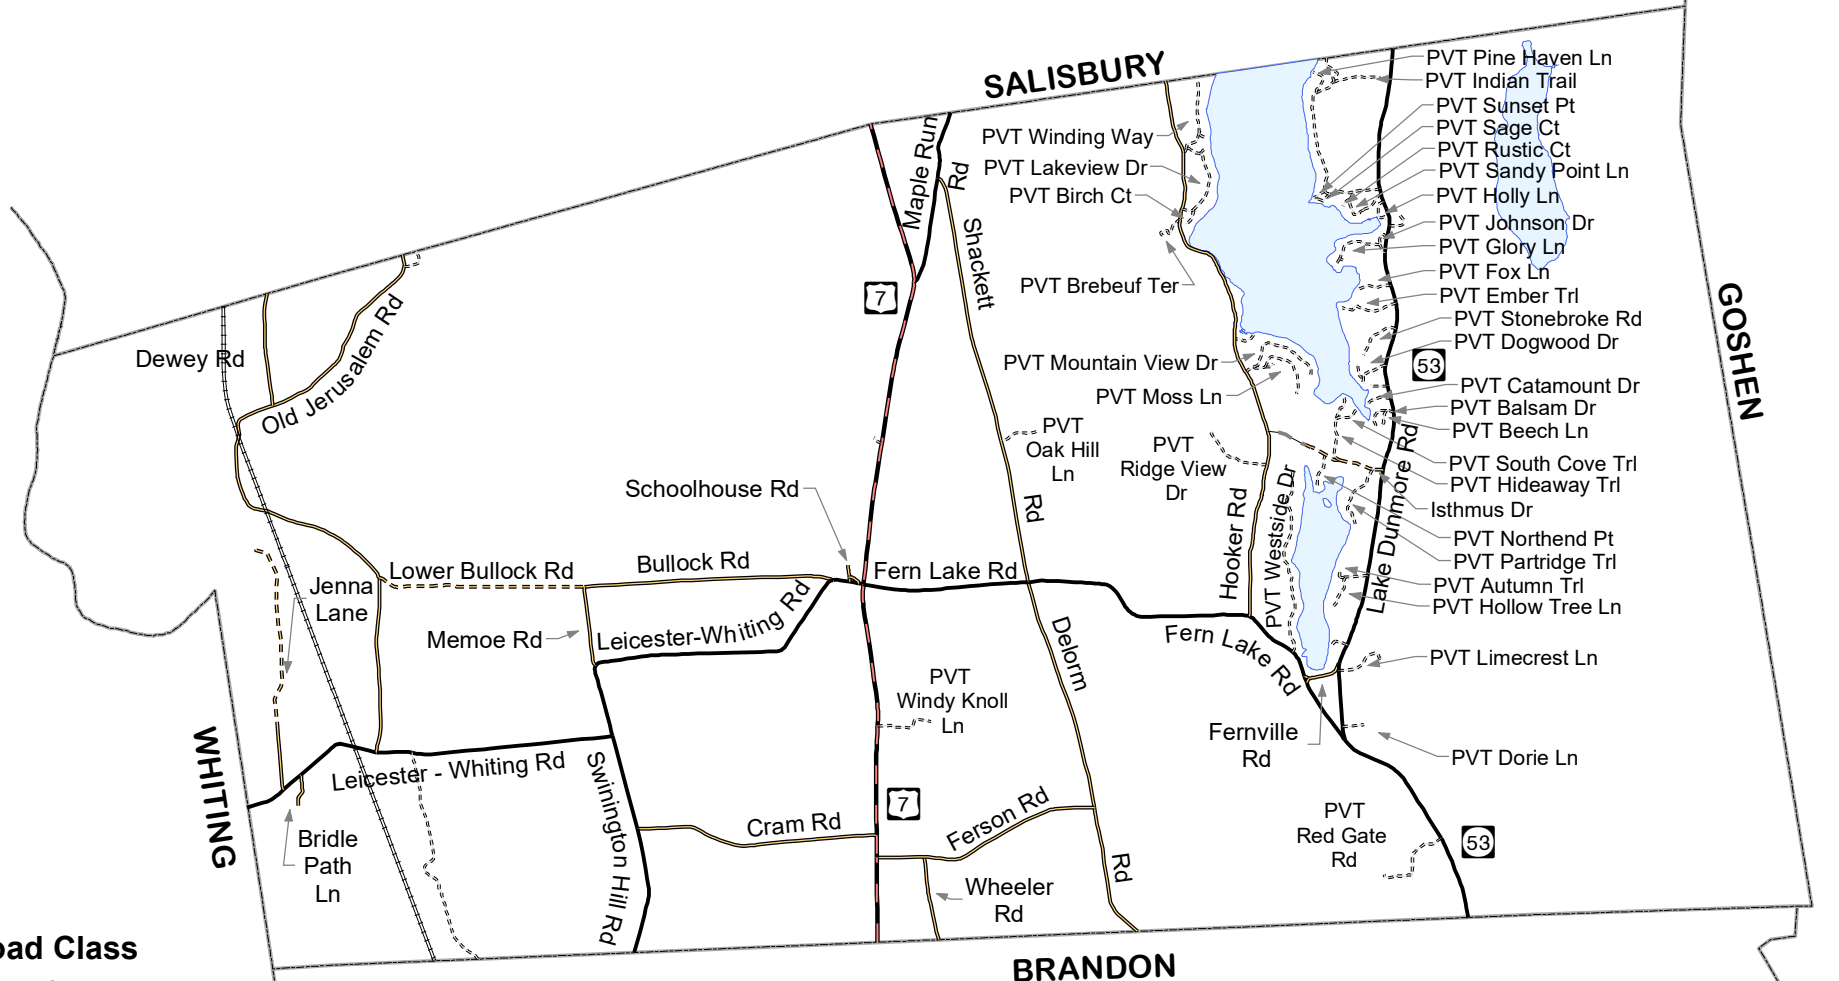 SALISBURY
PVT Pine Haven Ln
PVT Indian Trail
PVT Sunset Pt
PVT Sage Ct
PVT Rustic Ct
PVT Sandy Point Ln
PVT Holly Ln
PVT Johnson Dr
PVT Glory Ln
PVT Fox Ln
PVT Ember Trl
PVT Stonebroke Rd
PVT Dogwood Dr
53
PVT Catamount Dr
PVT Balsam Dr
PVT Beech Ln
PVT South Cove Trl
PVT Hideaway Trl
Isthmus Dr
PVT Northend Pt
PVT Partridge Trl
PVT Autumn Trl
PVT Hollow Tree Ln
PVT Limecrest Ln
PVT Dorie Ln
GOSHEN
Maple Run
Rd
PVT Winding Way
PVT Lakeview Dr
PVT Birch Ct
PVT Brebeuf Ter
Shackett
Rd
7
PVT Mountain View Dr
PVT Moss Ln
PVT
Oak Hill
Ln
PVT
Ridge View
Dr
Hooker Rd
PVT Westside Dr
Lake Dunmore Rd
Dewey Rd
Old Jerusalem Rd
Schoolhouse Rd
Lower Bullock Rd
Bullock Rd
Fern Lake Rd
Jenna
Lane
Memoe Rd
Leicester-Whiting Rd
Fern Lake Rd
Delorm
Rd
PVT
Windy Knoll
Ln
Fernville
Rd
WHITING
Leicester - Whiting Rd
Swinington Hill Rd
Bridle
Path
Ln
Cram Rd
7
Ferson Rd
Wheeler
Rd
PVT
Red Gate
Rd
53
oad Class
BRANDON